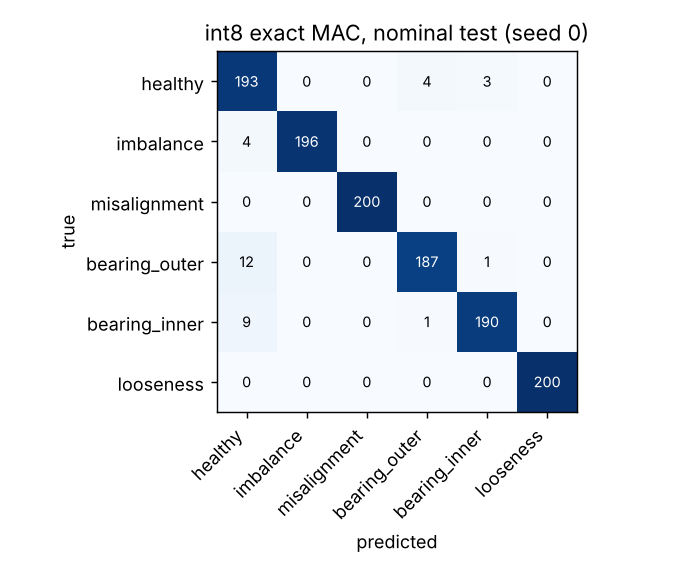 int8 exact MAC, nominal test (seed 0)
healthy 193 0 0 4 3 0
imbalance 4 196 0 0 0 0
misalignment 0 0 200 0 0 0
bearing_outer 12 0 0 187 1 0
bearing_inner 9 0 0 1 190 0
looseness 0 0 0 0 0 200
true
healthy imbalance misalignment bearing_outer bearing_inner looseness
predicted